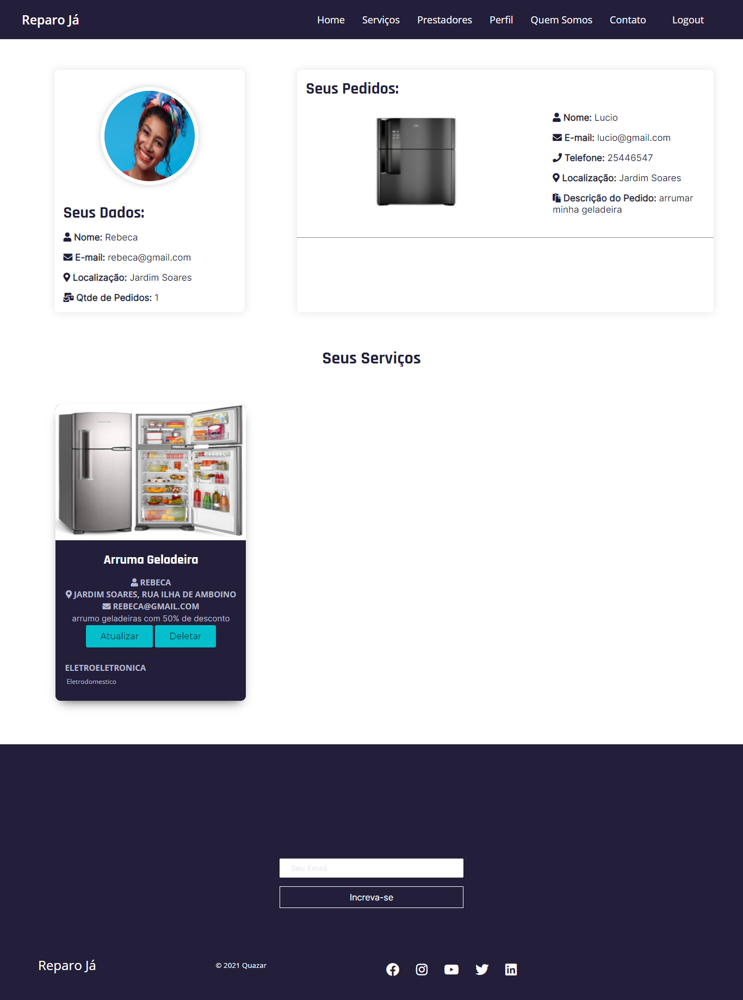 Reparo Já
Home Serviços Prestadores Perfil Quem Somos Contato Logout
Seus Dados:
Nome: Rebeca
E-mail: rebeca@gmail.com
Localização: Jardim Soares
Qtde de Pedidos: 1
Seus Pedidos:
Nome: Lucio
E-mail: lucio@gmail.com
Telefone: 25446547
Localização: Jardim Soares
Descrição do Pedido: arrumar
minha geladeira
Seus Serviços
Arruma Geladeira
REBECA
JARDIM SOARES, RUA ILHA DE AMBOINO
REBECA@GMAIL.COM
arrumo geladeiras com 50% de desconto
Atualizar Deletar
ELETROELETRONICA
Eletrodomestico
Seu Email
Increva-se
Reparo Já
© 2021 Quazar